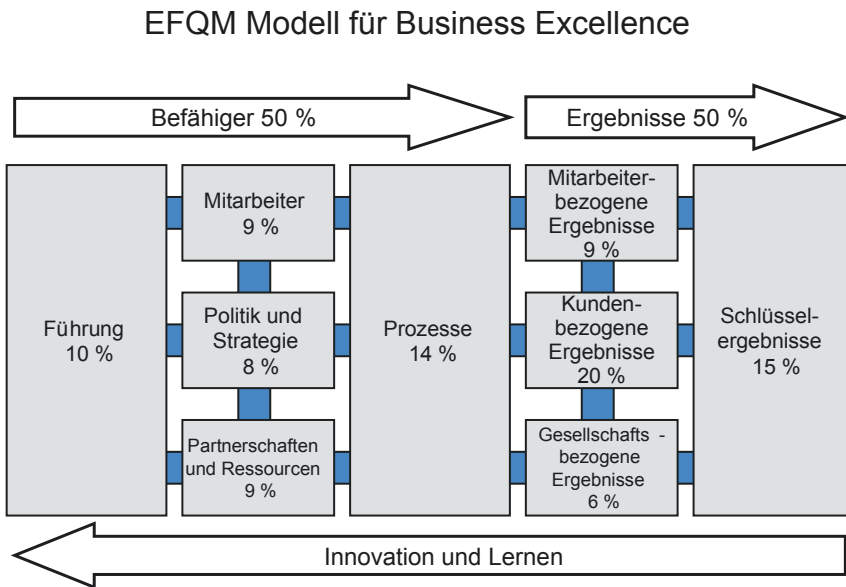 EFQM Modell für Business Excellence
Befähiger 50 %
Ergebnisse 50 %
Führung
10 %
Mitarbeiter
9 %
Politik und
Strategie
8 %
Partnerschaften
und Ressourcen
9 %
Prozesse
14 %
Mitarbeiter-
bezogene
Ergebnisse
9 %
Kunden-
bezogene
Ergebnisse
20 %
Gesellschafts -
bezogene
Ergebnisse
6 %
Schlüssel-
ergebnisse
15 %
Innovation und Lernen